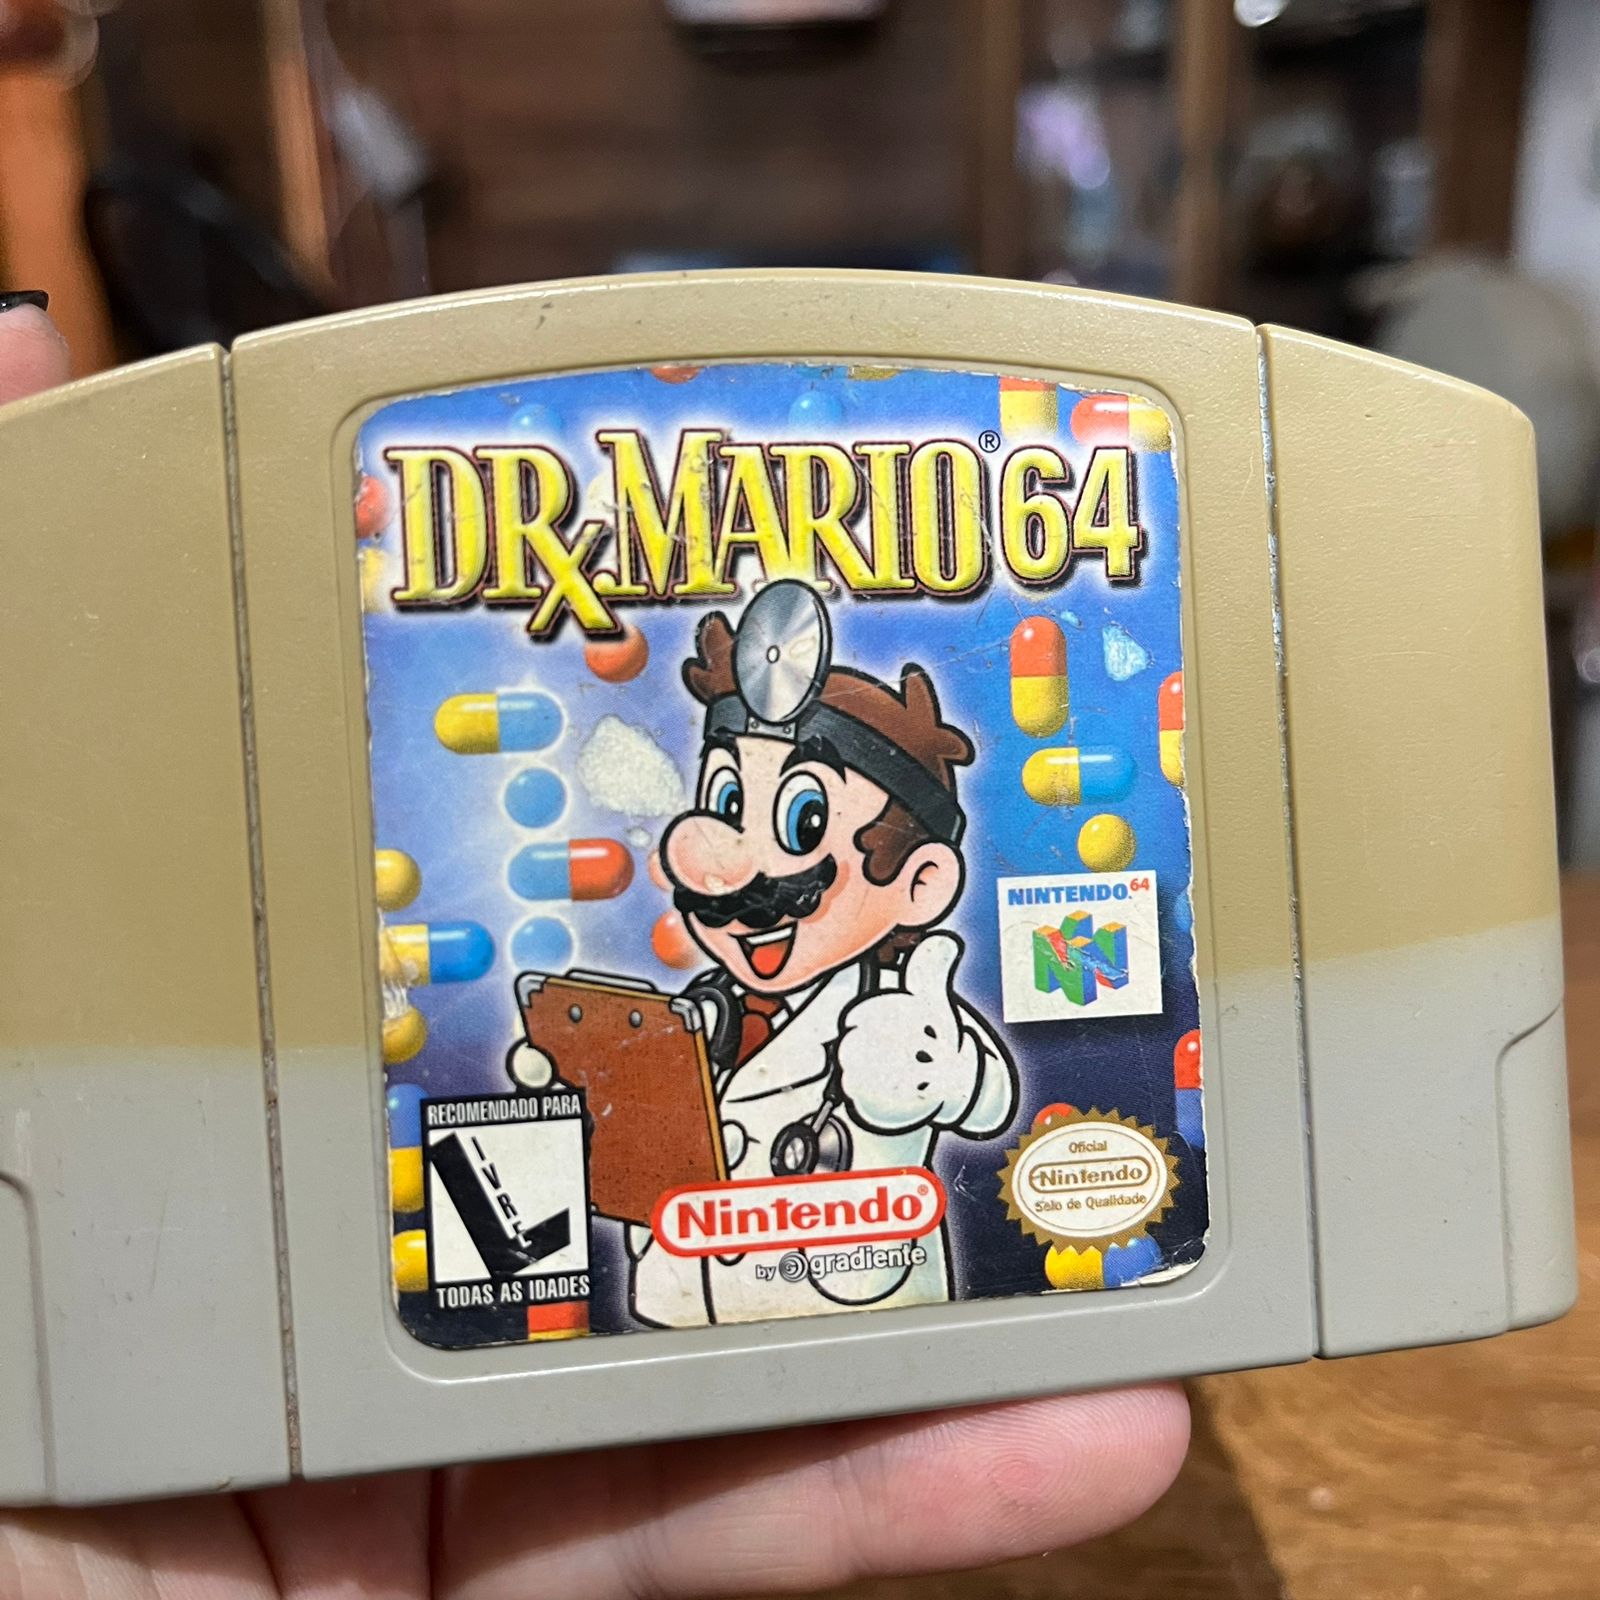 DR. MARIO® 64
NINTENDO 64
RECOMENDADO PARA
LIVRE
TODAS AS IDADES
Nintendo®
by gradiente
Oficial
Nintendo
Selo de Qualidade